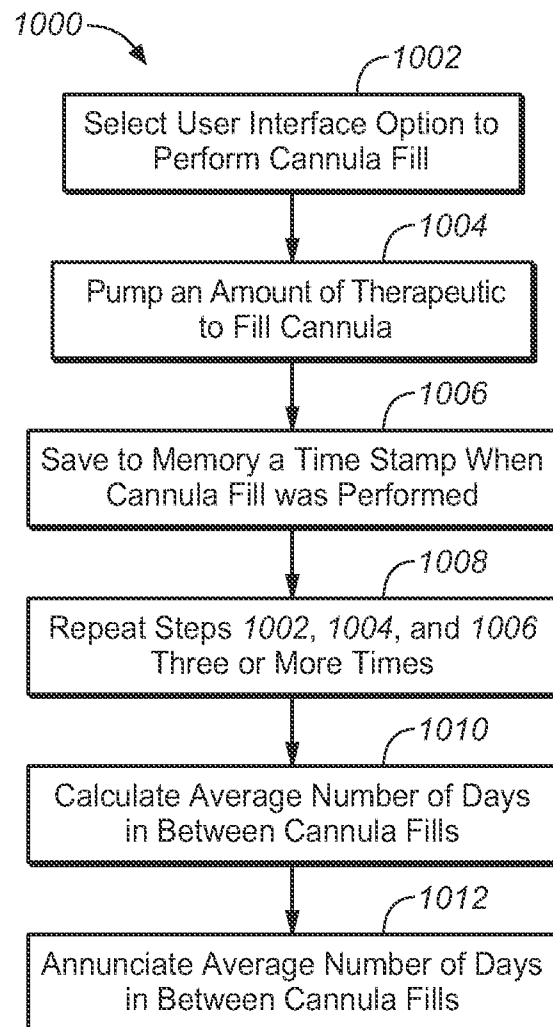 1000
1002
Select User Interface Option to
Perform Cannula Fill
1004
Pump an Amount of Therapeutic
to Fill Cannula
1006
Save to Memory a Time Stamp When
Cannula Fill was Performed
1008
Repeat Steps 1002, 1004, and 1006
Three or More Times
1010
Calculate Average Number of Days
in Between Cannula Fills
1012
Annunciate Average Number of Days
in Between Cannula Fills